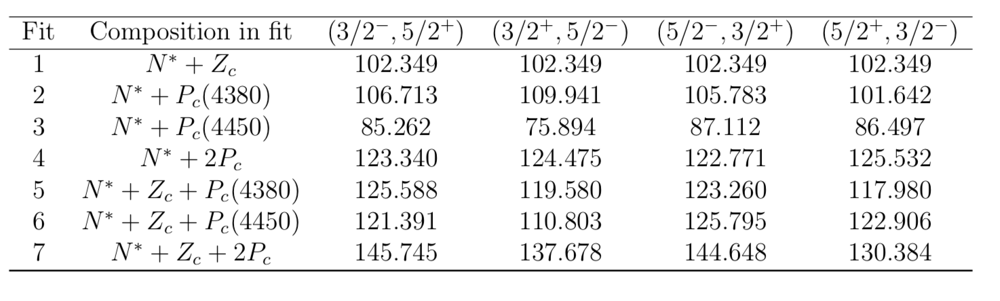 Fit Composition in fit (3/2⁻, 5/2⁺) (3/2⁺, 5/2⁻) (5/2⁻, 3/2⁺) (5/2⁺, 3/2⁻)
1 N* + Z_c 102.349 102.349 102.349 102.349
2 N* + P_c(4380) 106.713 109.941 105.783 101.642
3 N* + P_c(4450) 85.262 75.894 87.112 86.497
4 N* + 2P_c 123.340 124.475 122.771 125.532
5 N* + Z_c + P_c(4380) 125.588 119.580 123.260 117.980
6 N* + Z_c + P_c(4450) 121.391 110.803 125.795 122.906
7 N* + Z_c + 2P_c 145.745 137.678 144.648 130.384